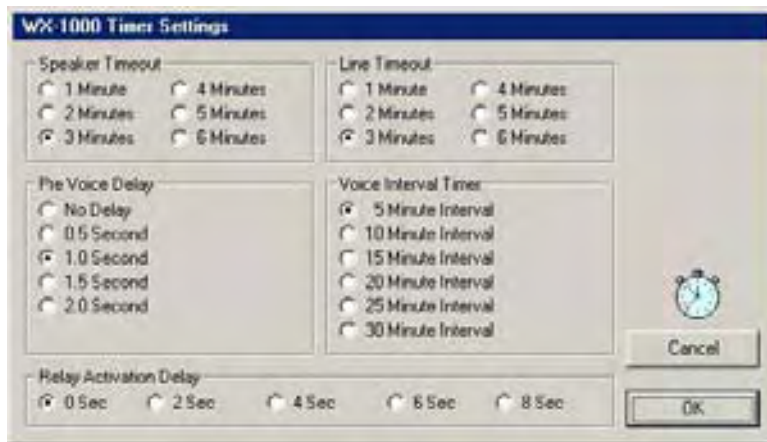 WX-1000 Timer Settings
Speaker Timeout
1 Minute
4 Minutes
2 Minutes
5 Minutes
3 Minutes
6 Minutes
Line Timeout
1 Minute
4 Minutes
2 Minutes
5 Minutes
3 Minutes
6 Minutes
Pre Voice Delay
No Delay
0.5 Second
1.0 Second
1.5 Second
2.0 Second
Voice Interval Timer
5 Minute Interval
10 Minute Interval
15 Minute Interval
20 Minute Interval
25 Minute Interval
30 Minute Interval
Cancel
Relay Activation Delay
0 Sec
2 Sec
4 Sec
6 Sec
8 Sec
OK